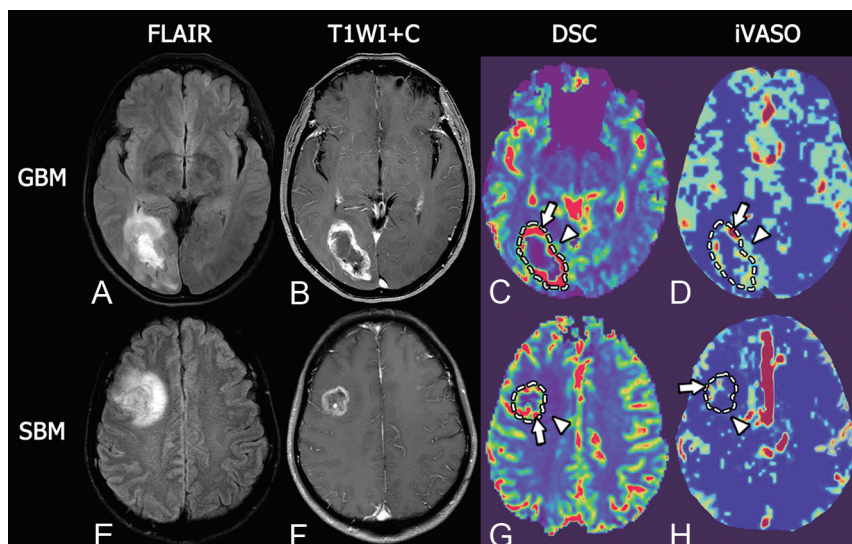 FLAIR T1WI+C DSC iVASO
GBM
A B C D
SBM
E F G H